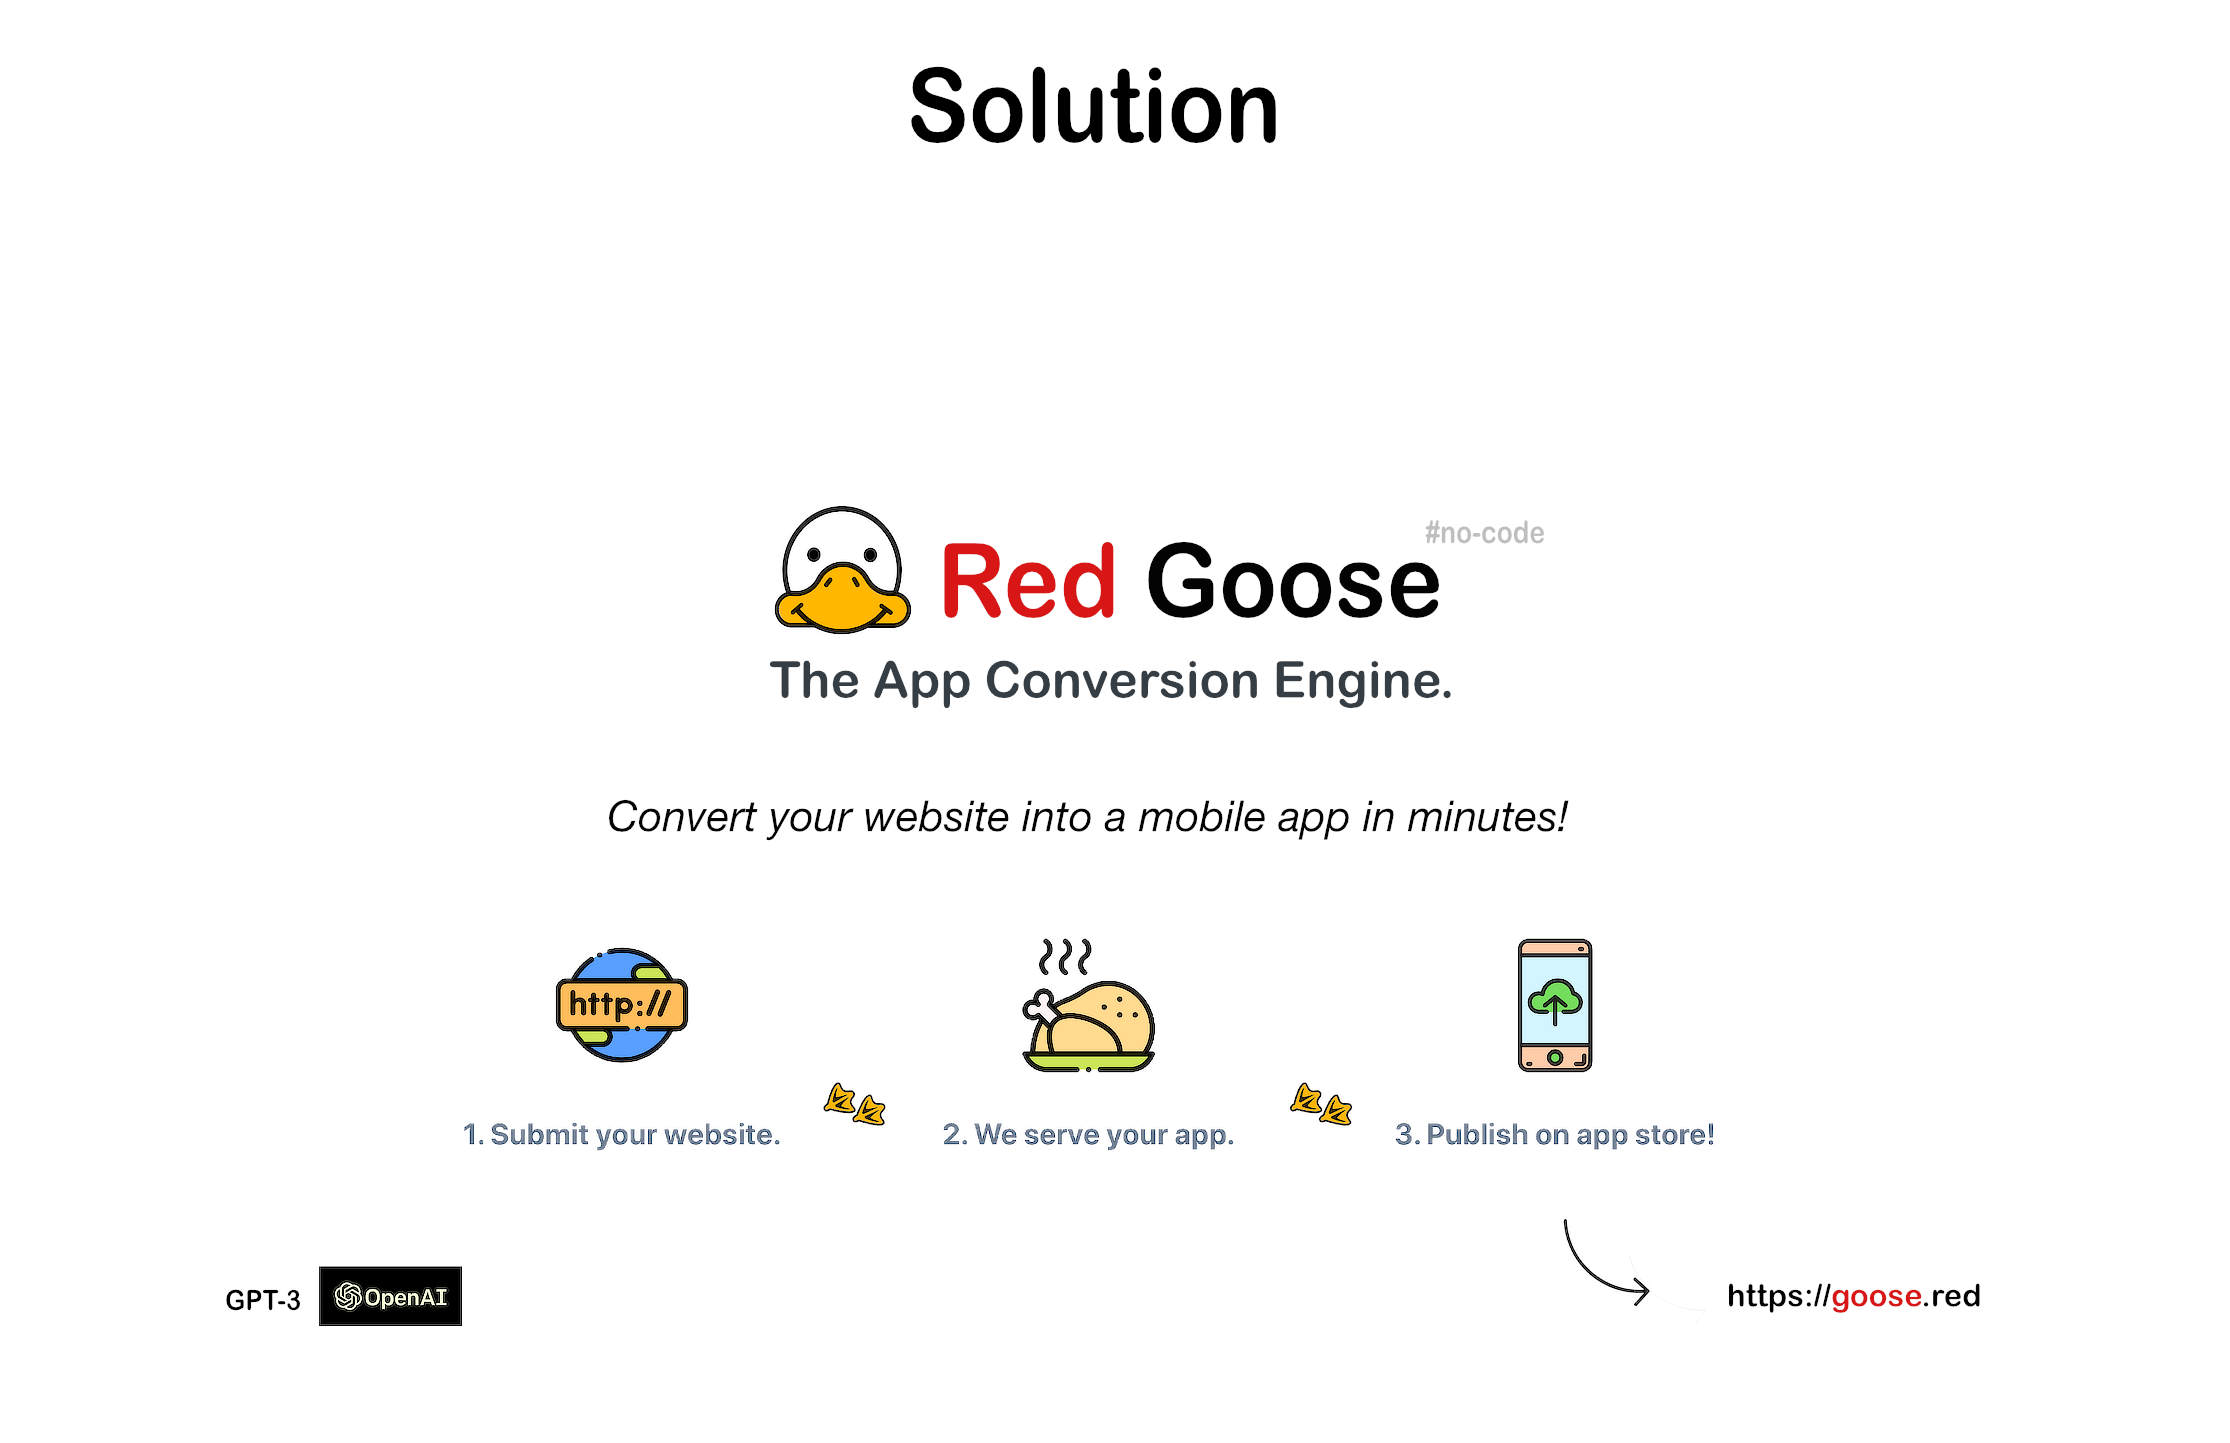 Solution
#no-code
Red Goose
The App Conversion Engine.
Convert your website into a mobile app in minutes!
http://
1. Submit your website.
2. We serve your app.
3. Publish on app store!
GPT-3
OpenAI
https://goose.red